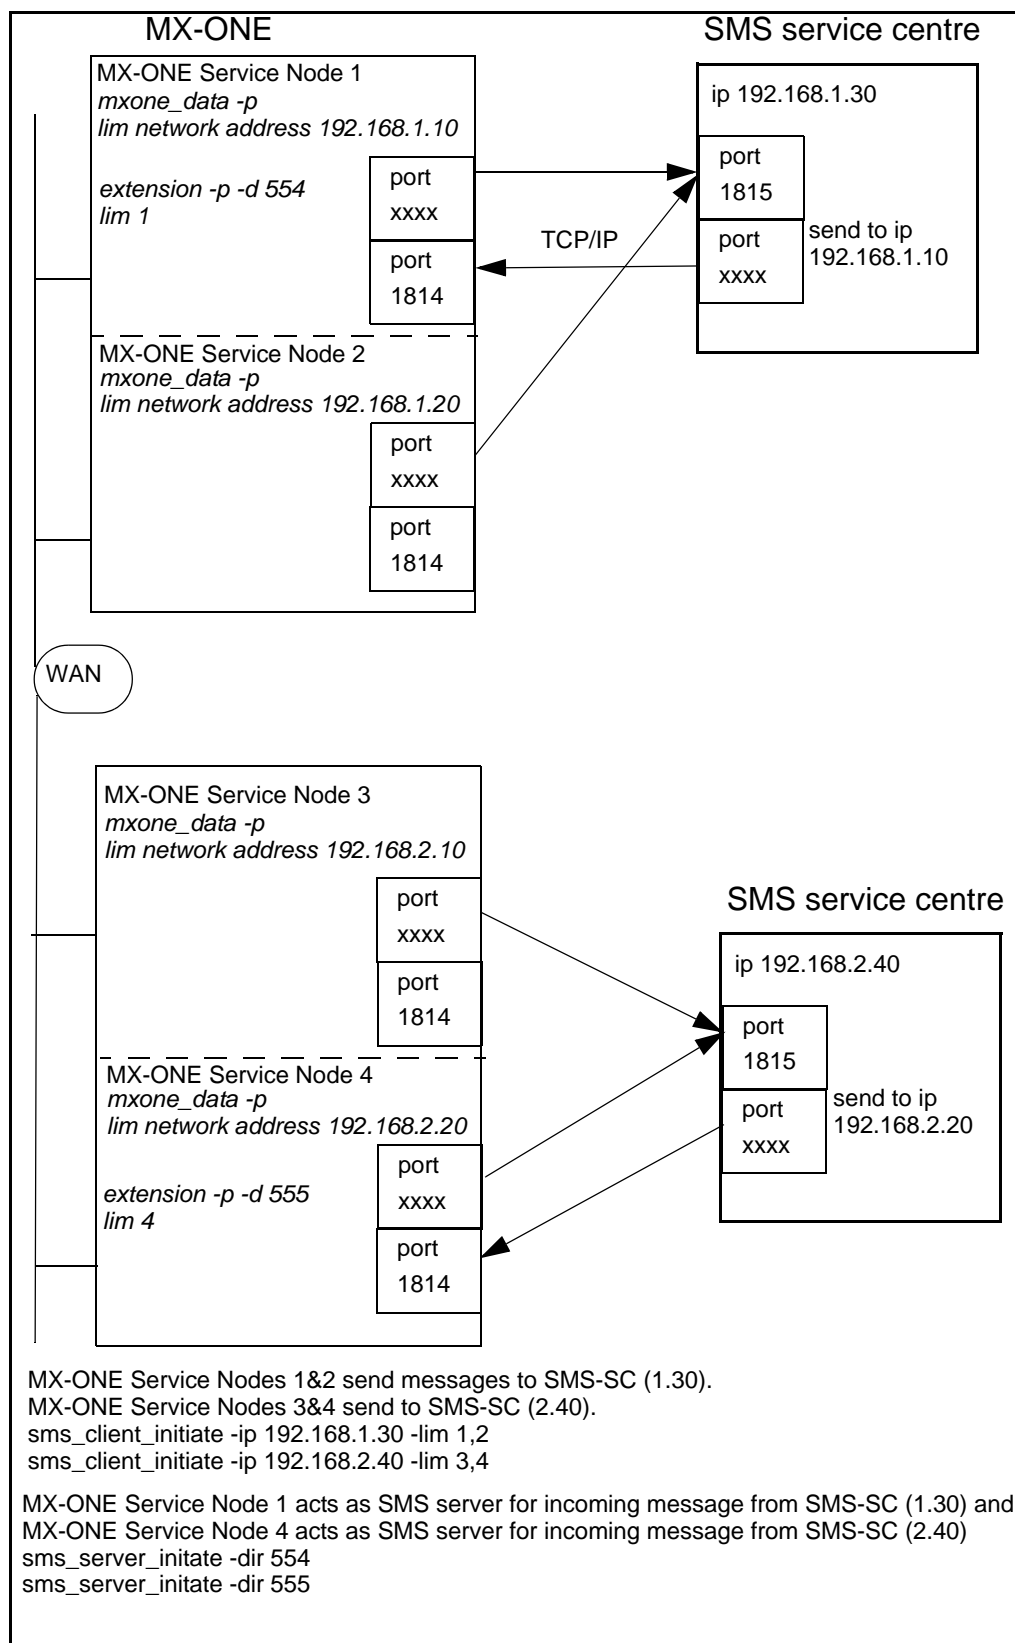 MX-ONE
SMS service centre
MX-ONE Service Node 1
mxone_data -p
lim network address 192.168.1.10
extension -p -d 554
lim 1
port
xxxx
port
1814
TCP/IP
ip 192.168.1.30
port
1815
port
xxxx
send to ip
192.168.1.10
MX-ONE Service Node 2
mxone_data -p
lim network address 192.168.1.20
port
xxxx
port
1814
WAN
MX-ONE Service Node 3
mxone_data -p
lim network address 192.168.2.10
port
xxxx
port
1814
SMS service centre
ip 192.168.2.40
port
1815
port
xxxx
send to ip
192.168.2.20
MX-ONE Service Node 4
mxone_data -p
lim network address 192.168.2.20
extension -p -d 555
lim 4
port
xxxx
port
1814
MX-ONE Service Nodes 1&2 send messages to SMS-SC (1.30).
MX-ONE Service Nodes 3&4 send to SMS-SC (2.40).
sms_client_initiate -ip 192.168.1.30 -lim 1,2
sms_client_initiate -ip 192.168.2.40 -lim 3,4
MX-ONE Service Node 1 acts as SMS server for incoming message from SMS-SC (1.30) and
MX-ONE Service Node 4 acts as SMS server for incoming message from SMS-SC (2.40)
sms_server_initate -dir 554
sms_server_initate -dir 555